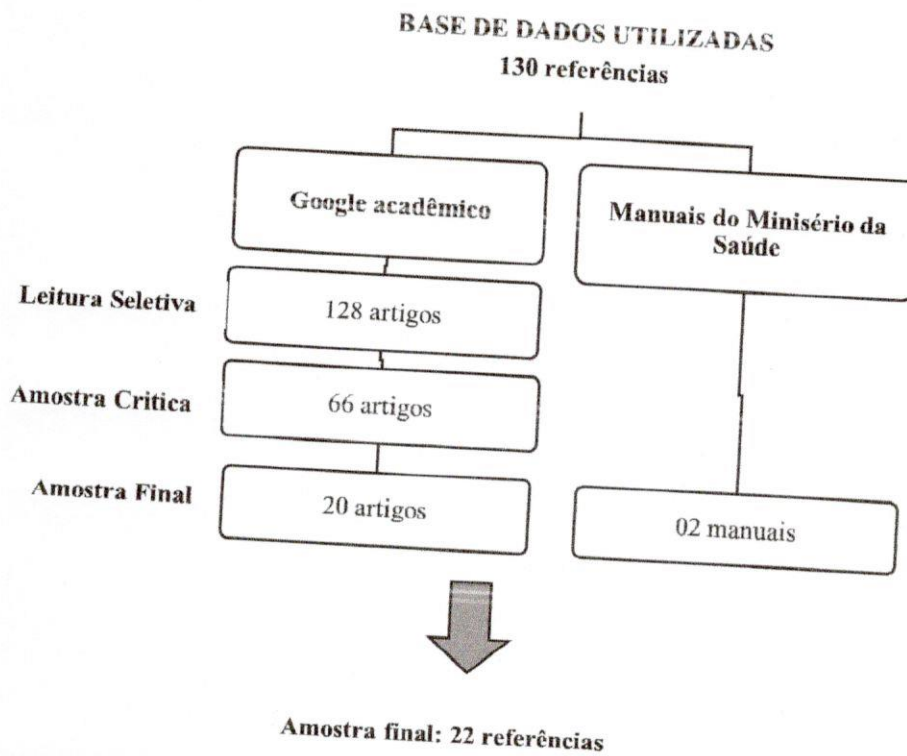 BASE DE DADOS UTILIZADAS
130 referências
Google acadêmico
Manuais do Minisério da
Saúde
Leitura Seletiva
128 artigos
Amostra Critica
66 artigos
Amostra Final
20 artigos
02 manuais
Amostra final: 22 referências